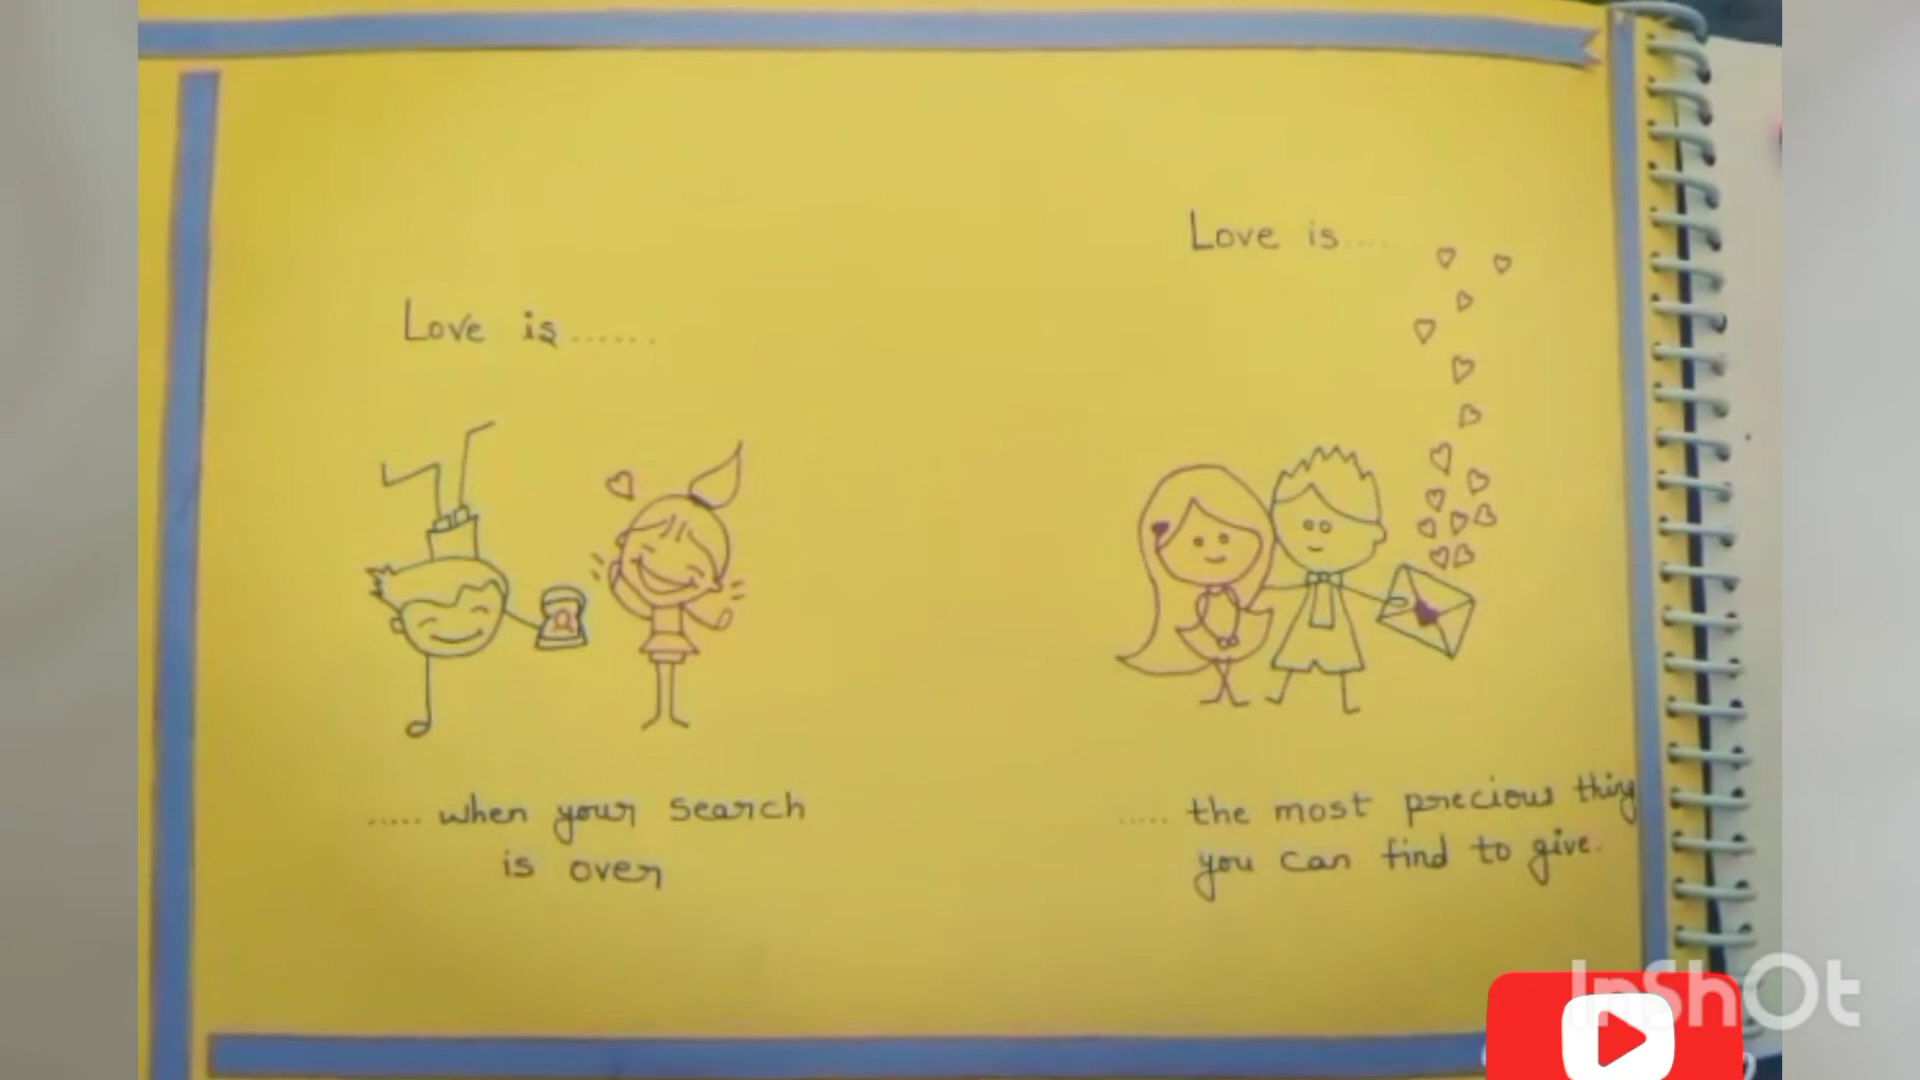 Love is......
..... when your search
is over
Love is.....
..... the most precious thing
you can find to give.
InShOt